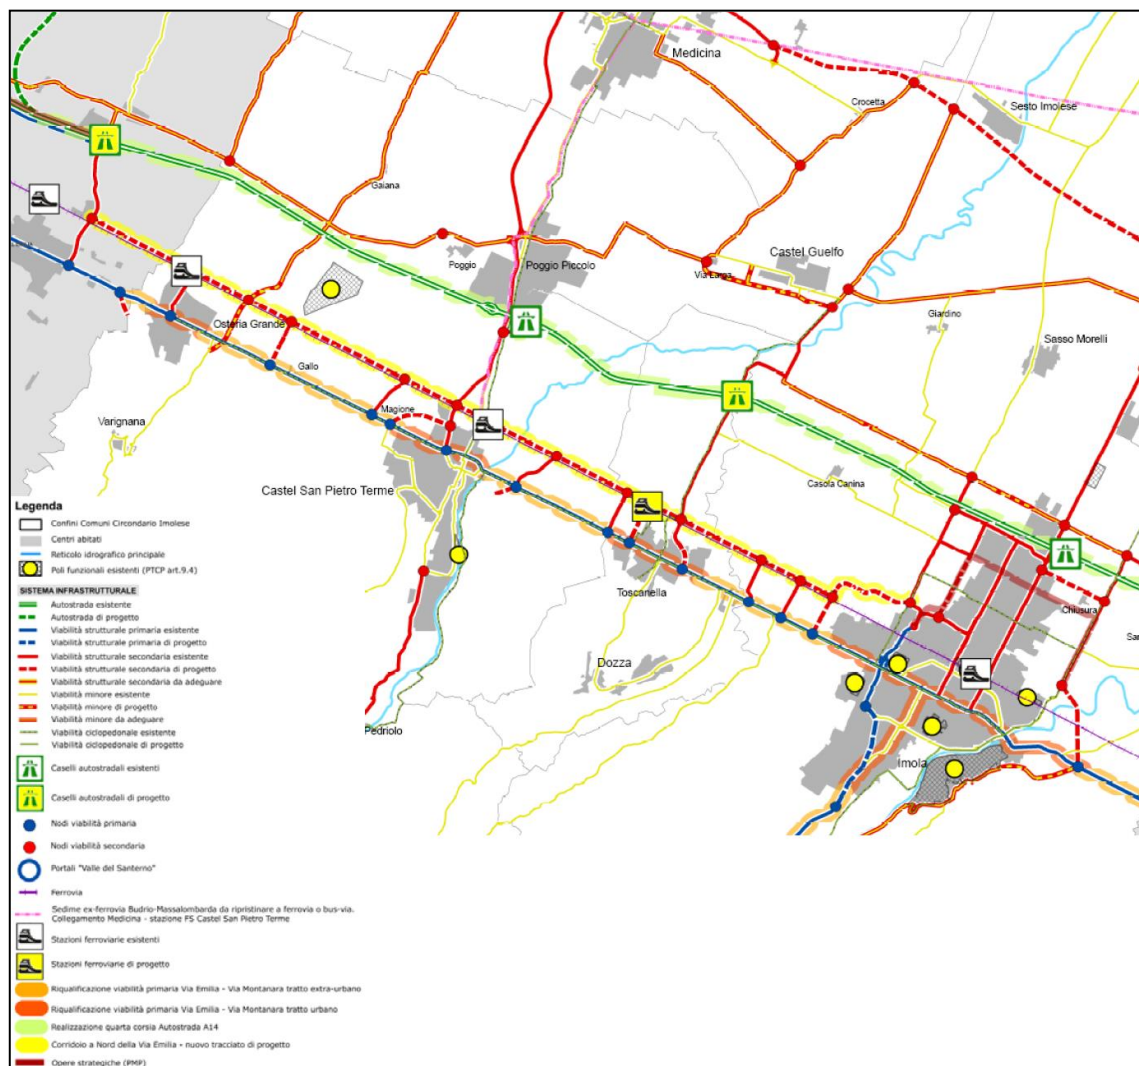 Medicina
Crocetta
Sesto Imolese
Gaiana
Poggio
Poggio Piccolo
Castel Guelfo
Via Larga
Osteria Grande
Giardino
Sasso Morelli
Gallo
Magione
Varignana
Castel San Pietro Terme
Casola Canina
Toscanella
Chiusura
Dozza
Pedriolo
Imola
Legenda
Confini Comuni Circondario Imolese
Centri abitati
Reticolo idrografico principale
Poli funzionali esistenti (PTCP art.9.4)
SISTEMA INFRASTRUTTURALE
Autostrada esistente
Autostrada di progetto
Viabilità strutturale primaria esistente
Viabilità strutturale primaria di progetto
Viabilità strutturale secondaria esistente
Viabilità strutturale secondaria di progetto
Viabilità strutturale secondaria da adeguare
Viabilità minore esistente
Viabilità minore di progetto
Viabilità minore da adeguare
Viabilità ciclopedonale esistente
Viabilità ciclopedonale di progetto
Caselli autostradali esistenti
Caselli autostradali di progetto
Nodi viabilità primaria
Nodi viabilità secondaria
Portali "Valle del Santerno"
Ferrovia
Sedime ex-ferrovia Budrio-Massalombarda da ripristinare a ferrovia o bus-via.
Collegamento Medicina - stazione FS Castel San Pietro Terme
Stazioni ferroviarie esistenti
Stazioni ferroviarie di progetto
Riqualificazione viabilità primaria Via Emilia - Via Montanara tratto extra-urbano
Riqualificazione viabilità primaria Via Emilia - Via Montanara tratto urbano
Realizzazione quarta corsia Autostrada A14
Corridoio a Nord della Via Emilia - nuovo tracciato di progetto
Opere strategiche (PMP)